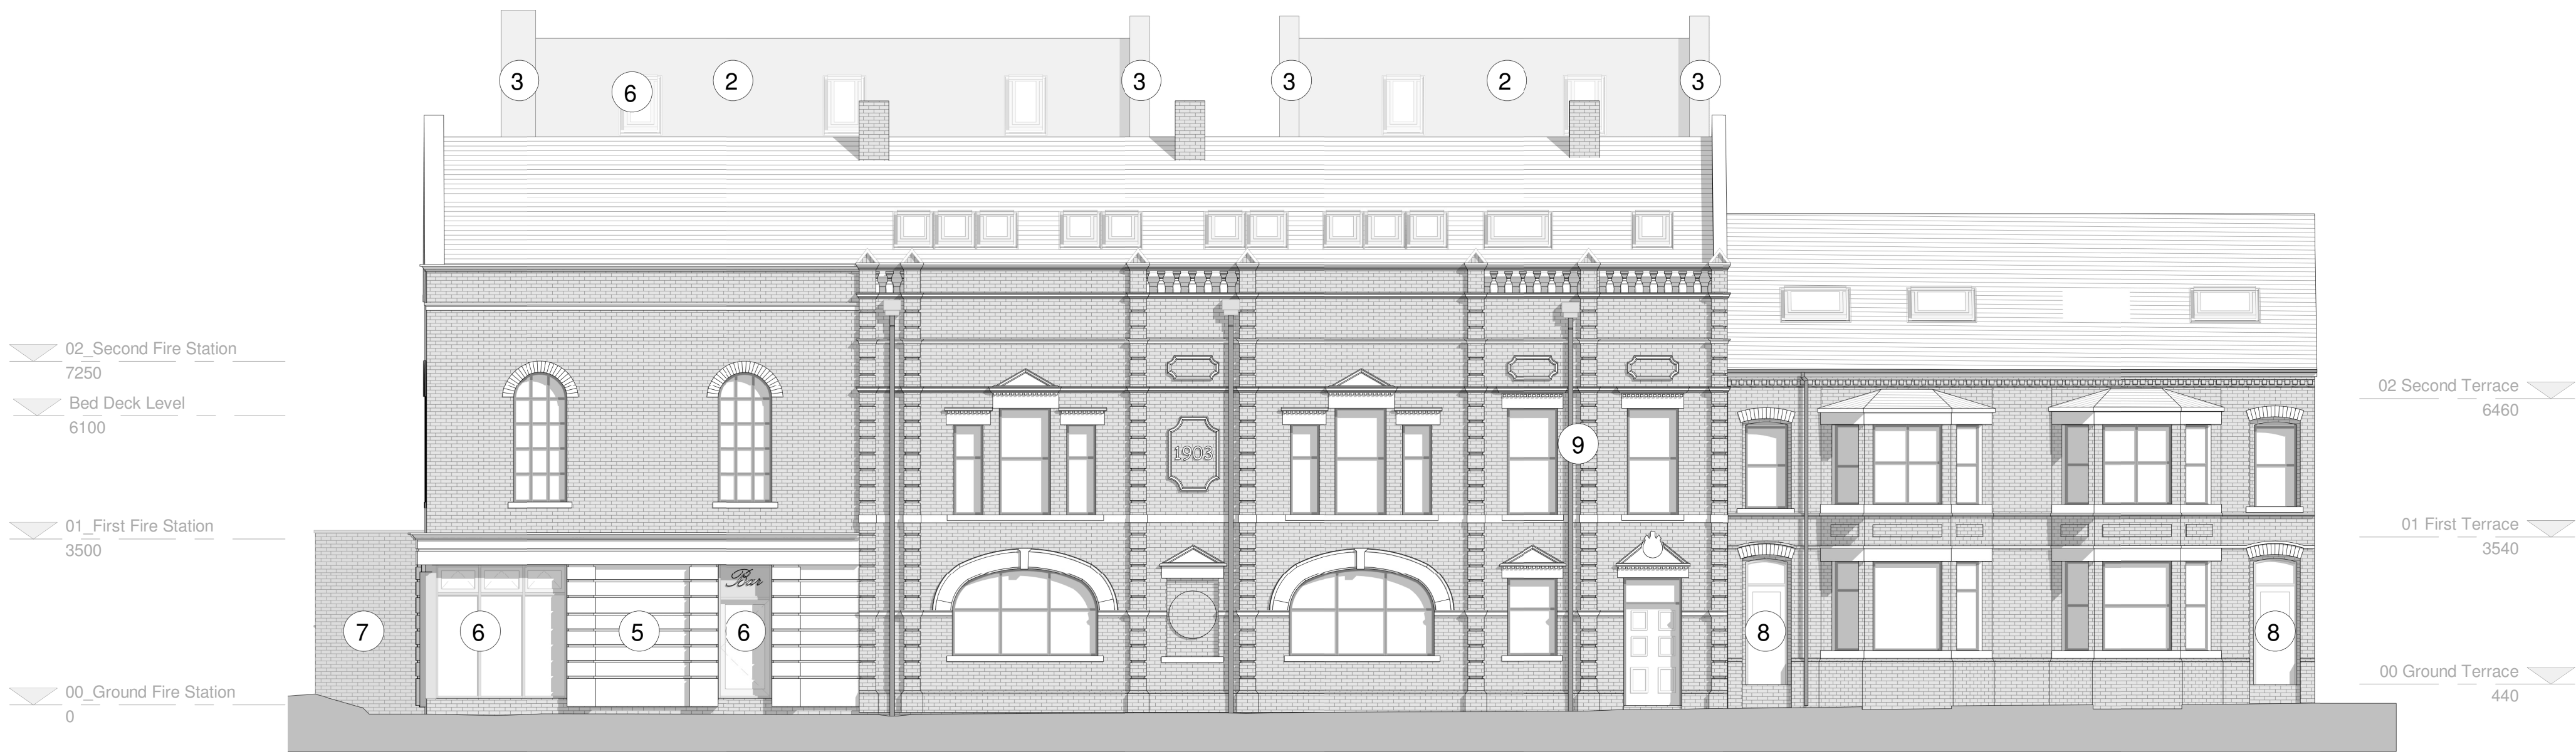 3
6
2
3
3
2
3
02_Second Fire Station
7250
Bed Deck Level
6100
01_First Fire Station
3500
00_Ground Fire Station
0
1903
9
Bar
7
6
5
6
8
8
02 Second Terrace
6460
01 First Terrace
3540
00 Ground Terrace
440